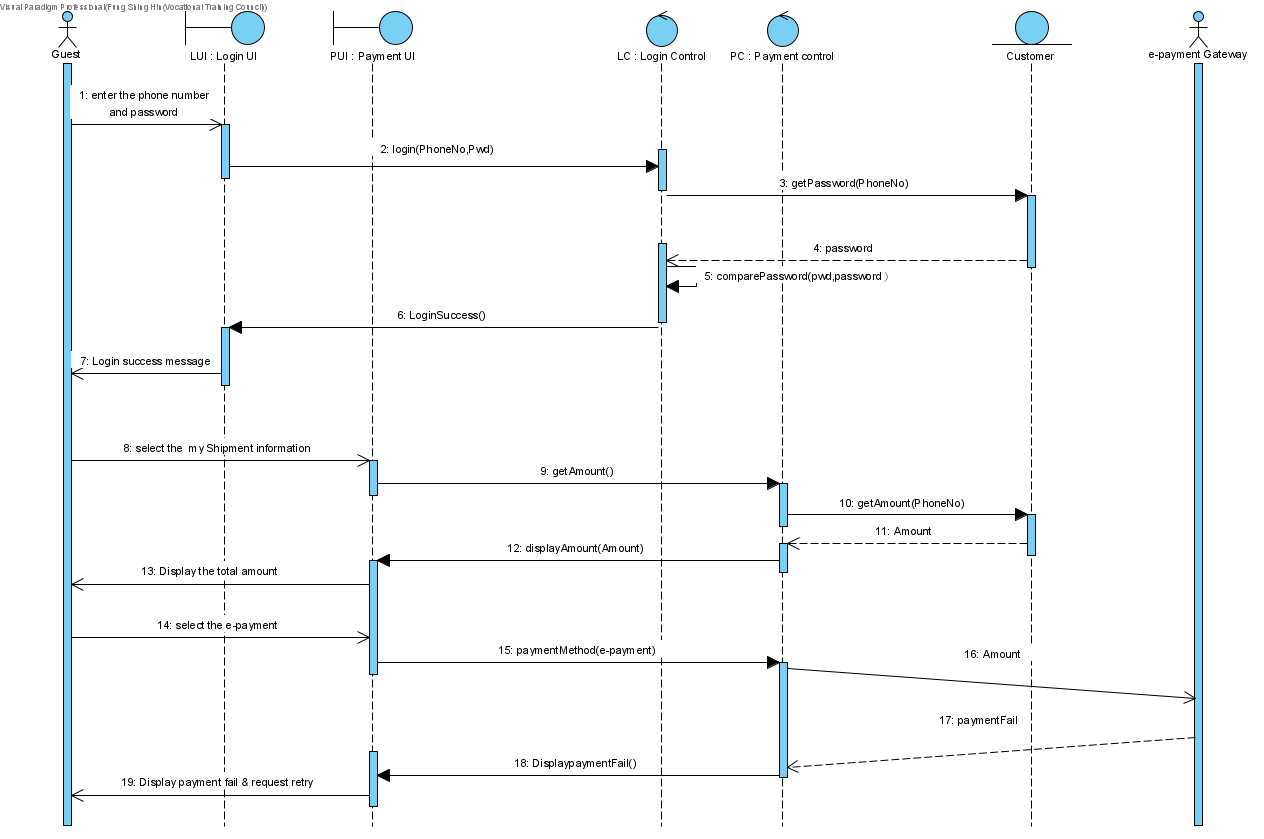 Visual Paradigm Professional(Fung Shing Hin(Vocational Training Council))
Guest
LUI : Login UI
PUI : Payment UI
LC : Login Control
PC : Payment control
Customer
e-payment Gateway
1: enter the phone number
and password
2: login(PhoneNo,Pwd)
3: getPassword(PhoneNo)
4: password
5: comparePassword(pwd,password）
6: LoginSuccess()
7: Login success message
8: select the my Shipment information
9: getAmount()
10: getAmount(PhoneNo)
11: Amount
12: displayAmount(Amount)
13: Display the total amount
14: select the e-payment
15: paymentMethod(e-payment)
16: Amount
17: paymentFail
18: DisplaypaymentFail()
19: Display payment fail & request retry